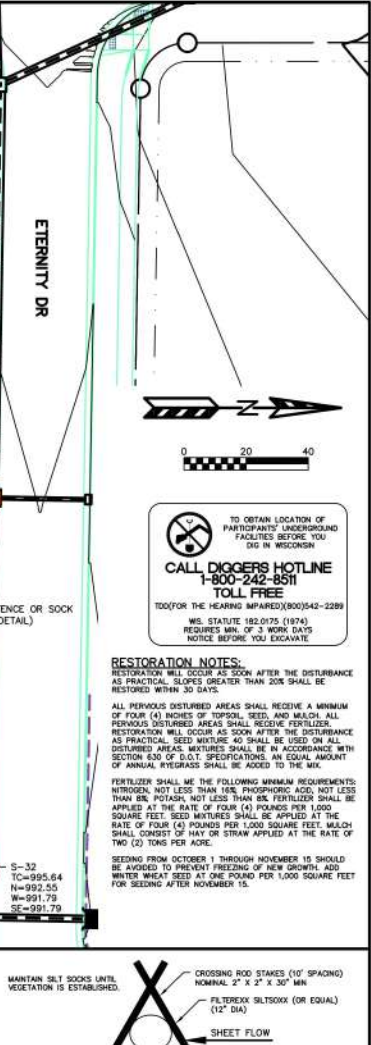 ETERNITY DR
Z
0 20 40
TO OBTAIN LOCATION OF
PARTICIPANTS' UNDERGROUND
FACILITIES BEFORE YOU
DIG IN WISCONSIN
CALL DIGGERS HOTLINE
1-800-242-8511
TOLL FREE
TDD(FOR THE HEARING IMPAIRED)(800)542-2289
WS. STATUTE 182.0175 (1974)
REQUIRES MIN. OF 3 WORK DAYS
NOTICE BEFORE YOU EXCAVATE
ENCE OR SOCK
DETAIL)
RESTORATION NOTES:
RESTORATION WILL OCCUR AS SOON AFTER THE DISTURBANCE
AS PRACTICAL. SLOPES GREATER THAN 20% SHALL BE
RESTORED WITHIN 30 DAYS.
ALL PERVIOUS DISTURBED AREAS SHALL RECEIVE A MINIMUM
OF FOUR (4) INCHES OF TOPSOIL, SEED, AND MULCH. ALL
PERVIOUS DISTURBED AREAS SHALL RECEIVE FERTILIZER.
RESTORATION WILL OCCUR AS SOON AFTER THE DISTURBANCE
AS PRACTICAL. SEED MIXTURE 40 SHALL BE USED ON ALL
DISTURBED AREAS. MIXTURES SHALL BE IN ACCORDANCE WITH
SECTION 630 OF D.O.T. SPECIFICATIONS. AN EQUAL AMOUNT
OF ANNUAL RYEGRASS SHALL BE ADDED TO THE MIX.
FERTILIZER SHALL ME THE FOLLOWING MINIMUM REQUIREMENTS:
NITROGEN, NOT LESS THAN 16%, PHOSPHORIC ACID, NOT LESS
THAN 8%, POTASH, NOT LESS THAN 8%. FERTILIZER SHALL BE
APPLIED AT THE RATE OF FOUR (4) POUNDS PER 1,000
SQUARE FEET. SEED MIXTURES SHALL BE APPLIED AT THE
RATE OF FOUR (4) POUNDS PER 1,000 SQUARE FEET. MULCH
SHALL CONSIST OF HAY OR STRAW APPLIED AT THE RATE OF
TWO (2) TONS PER ACRE.
SEEDING FROM OCTOBER 1 THROUGH NOVEMBER 15 SHOULD
BE AVOIDED TO PREVENT FREEZING OF NEW GROWTH. ADD
WINTER WHEAT SEED AT ONE POUND PER 1,000 SQUARE FEET
FOR SEEDING AFTER NOVEMBER 15.
S-32
TC=995.64
N=992.55
W=991.79
SE=991.79
MAINTAIN SILT SOCKS UNTIL
VEGETATION IS ESTABLISHED.
CROSSING ROD STAKES (10' SPACING)
NOMINAL 2" X 2" X 30" MIN
FILTEREXX SILTSOXX (OR EQUAL)
(12" DIA)
SHEET FLOW